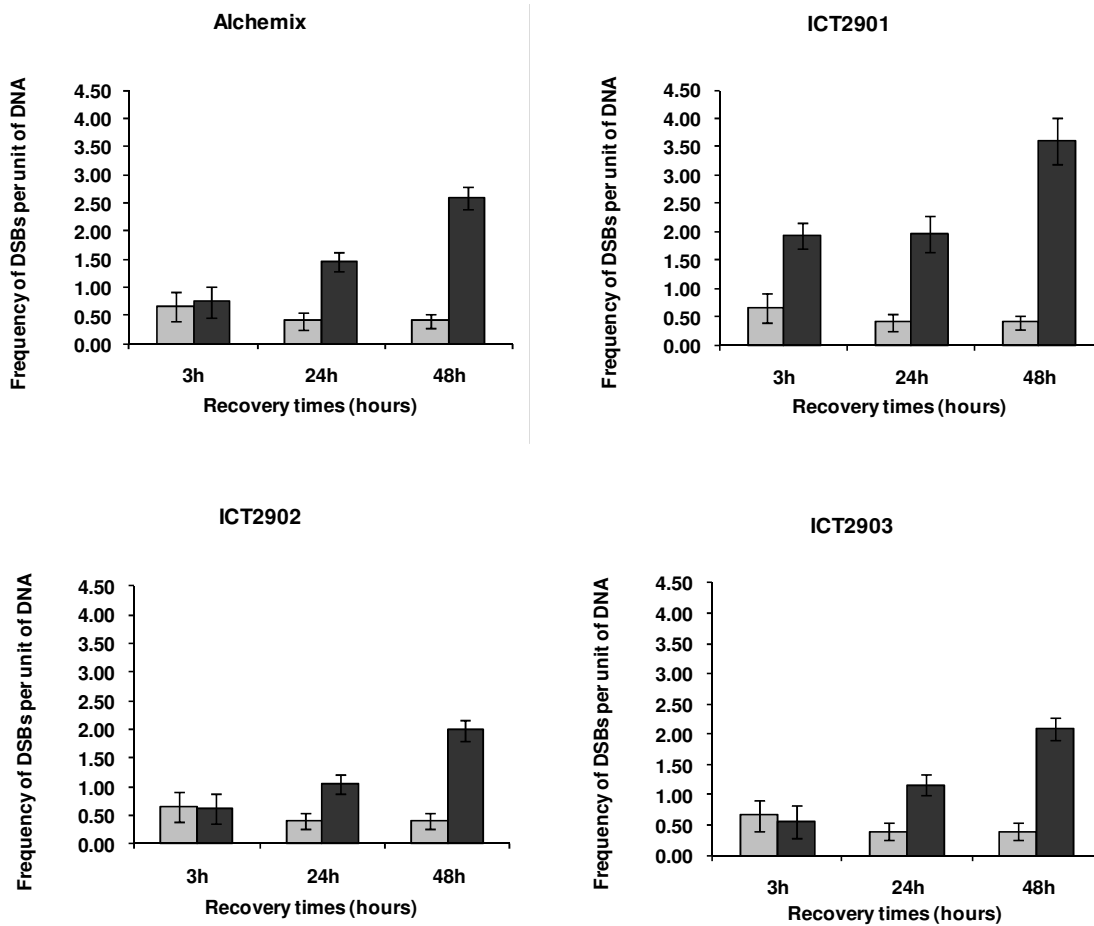 Alchemix
Frequency of DSBs per unit of DNA
4.50
4.00
3.50
3.00
2.50
2.00
1.50
1.00
0.50
0.00
3h 24h 48h
Recovery times (hours)
ICT2901
Frequency of DSBs per unit of DNA
4.50
4.00
3.50
3.00
2.50
2.00
1.50
1.00
0.50
0.00
3h 24h 48h
Recovery times (hours)
ICT2902
Frequency of DSBs per unit of DNA
4.50
4.00
3.50
3.00
2.50
2.00
1.50
1.00
0.50
0.00
3h 24h 48h
Recovery times (hours)
ICT2903
Frequency of DSBs per unit of DNA
4.50
4.00
3.50
3.00
2.50
2.00
1.50
1.00
0.50
0.00
3h 24h 48h
Recovery times (hours)